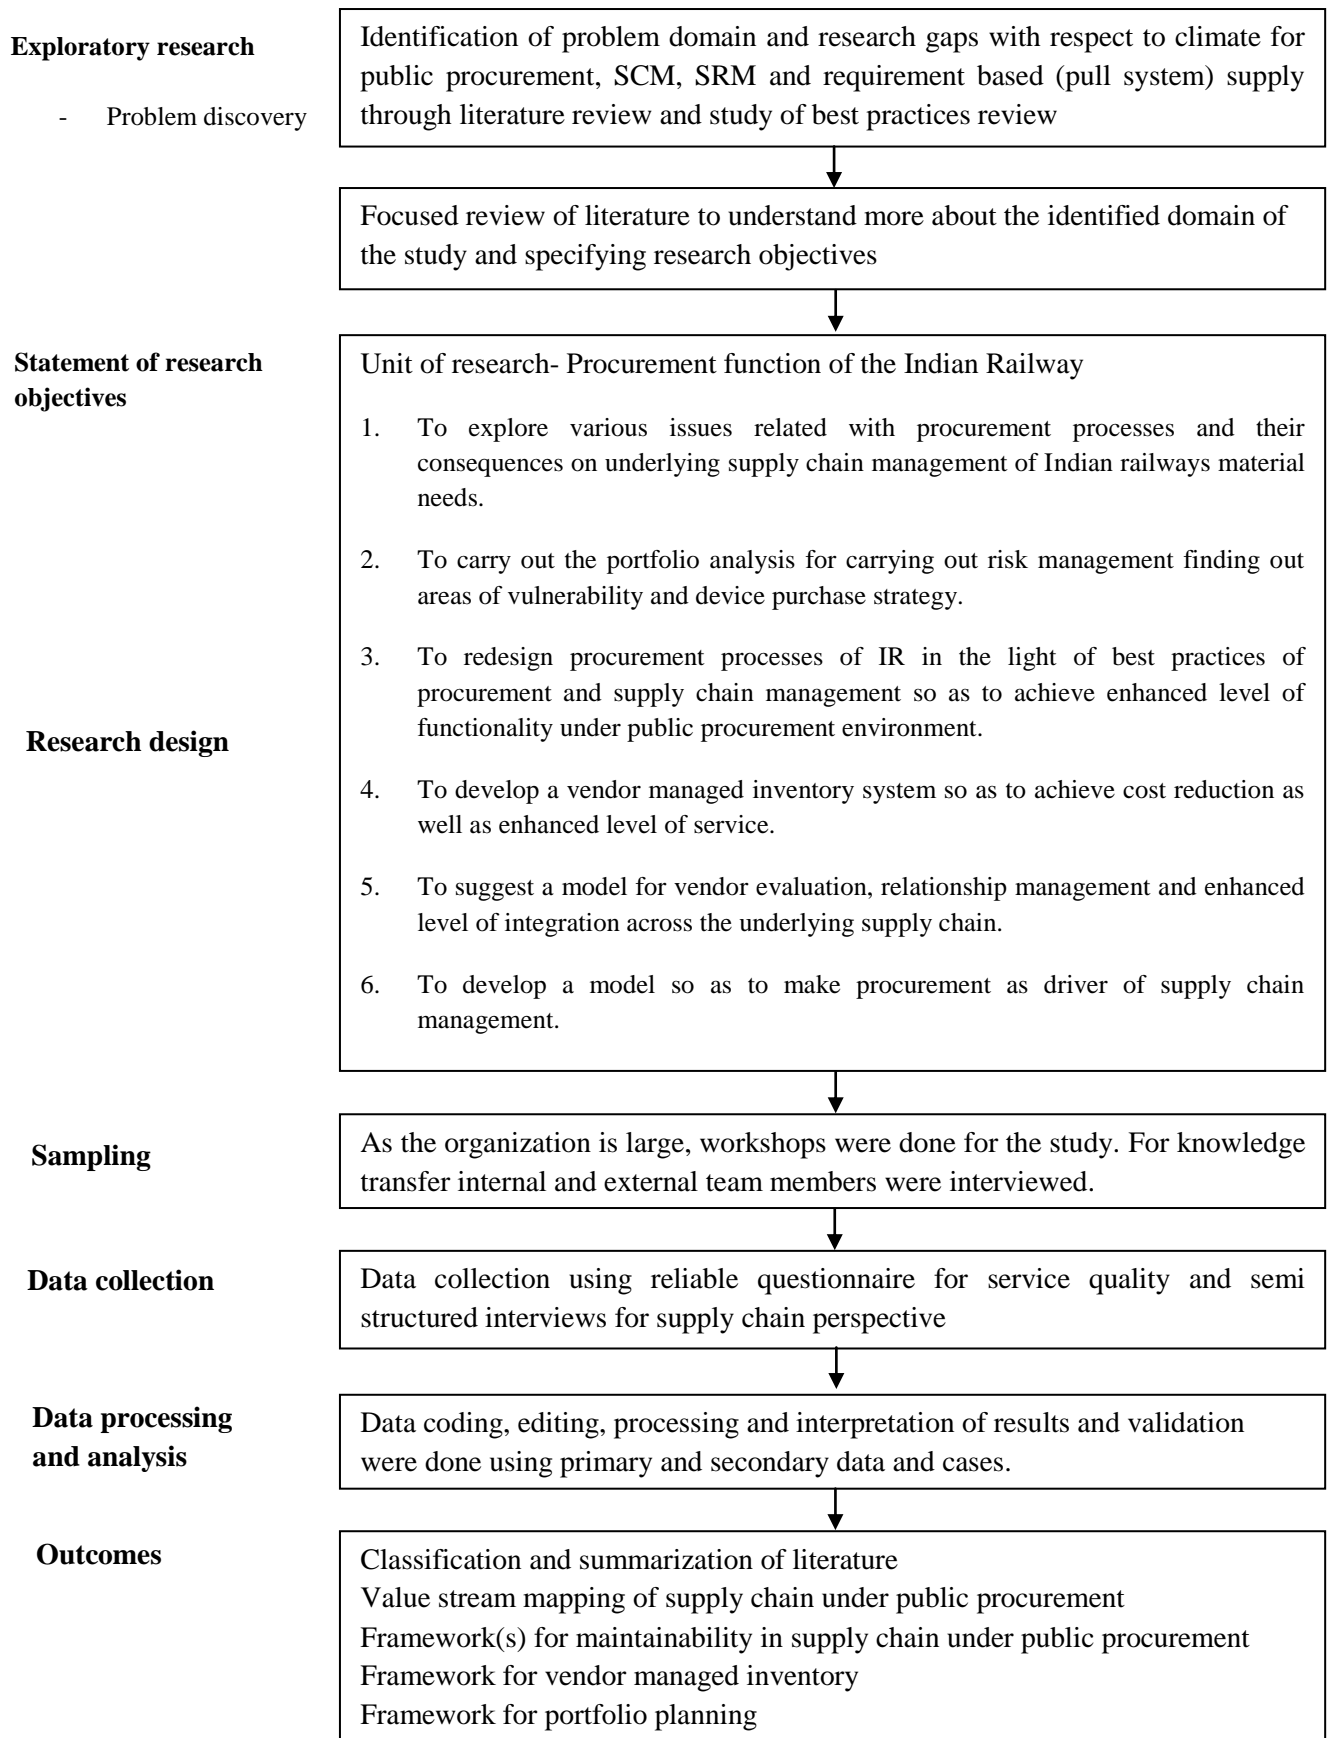 Exploratory research
- Problem discovery
Identification of problem domain and research gaps with respect to climate for
public procurement, SCM, SRM and requirement based (pull system) supply
through literature review and study of best practices review
Focused review of literature to understand more about the identified domain of
the study and specifying research objectives
Statement of research
objectives
Unit of research- Procurement function of the Indian Railway
1. To explore various issues related with procurement processes and their
consequences on underlying supply chain management of Indian railways material
needs.
2. To carry out the portfolio analysis for carrying out risk management finding out
areas of vulnerability and device purchase strategy.
3. To redesign procurement processes of IR in the light of best practices of
procurement and supply chain management so as to achieve enhanced level of
functionality under public procurement environment.
Research design
4. To develop a vendor managed inventory system so as to achieve cost reduction as
well as enhanced level of service.
5. To suggest a model for vendor evaluation, relationship management and enhanced
level of integration across the underlying supply chain.
6. To develop a model so as to make procurement as driver of supply chain
management.
Sampling
As the organization is large, workshops were done for the study. For knowledge
transfer internal and external team members were interviewed.
Data collection
Data collection using reliable questionnaire for service quality and semi
structured interviews for supply chain perspective
Data processing
and analysis
Data coding, editing, processing and interpretation of results and validation
were done using primary and secondary data and cases.
Outcomes
Classification and summarization of literature
Value stream mapping of supply chain under public procurement
Framework(s) for maintainability in supply chain under public procurement
Framework for vendor managed inventory
Framework for portfolio planning